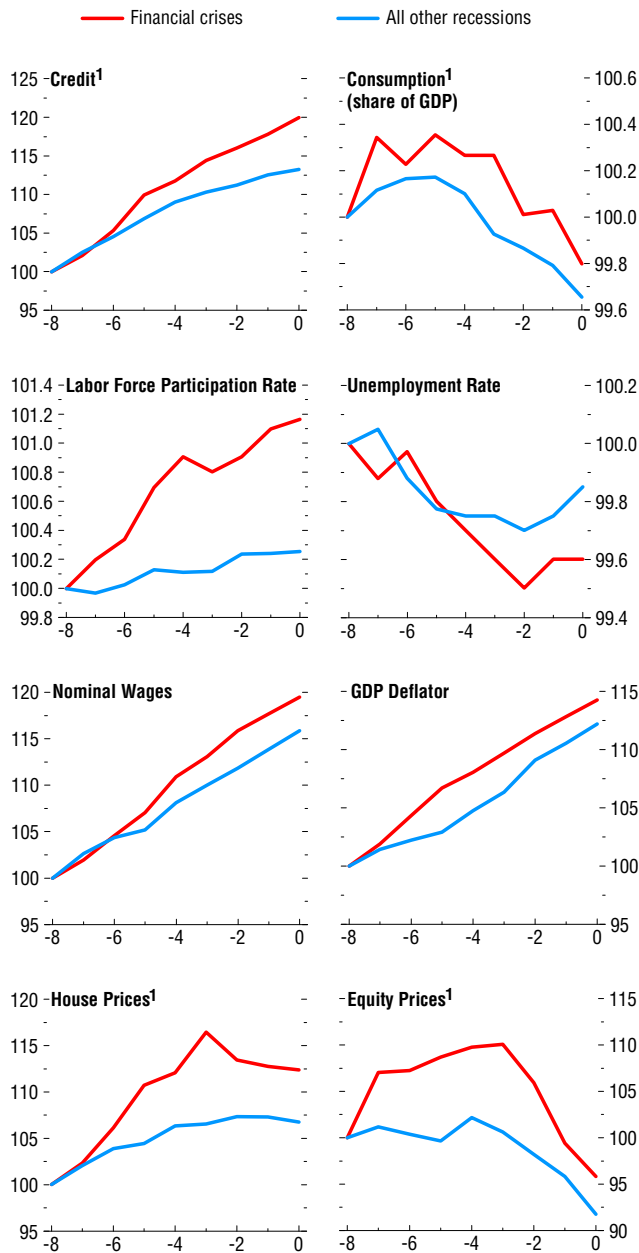 Financial crises
All other recessions
Credit1
125
120
115
110
105
100
95
-8 -6 -4 -2 0
Consumption1
(share of GDP)
100.6
100.4
100.2
100.0
99.8
99.6
-8 -6 -4 -2 0
Labor Force Participation Rate
101.4
101.2
101.0
100.8
100.6
100.4
100.2
100.0
99.8
-8 -6 -4 -2 0
Unemployment Rate
100.2
100.0
99.8
99.6
99.4
-8 -6 -4 -2 0
Nominal Wages
120
115
110
105
100
95
-8 -6 -4 -2 0
GDP Deflator
115
110
105
100
95
-8 -6 -4 -2 0
House Prices1
120
115
110
105
100
95
-8 -6 -4 -2 0
Equity Prices1
115
110
105
100
95
90
-8 -6 -4 -2 0